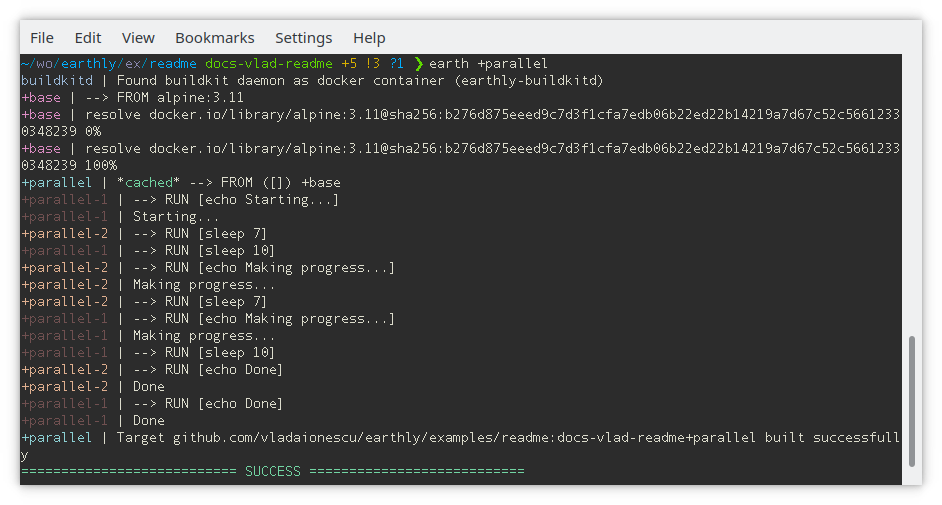 File Edit View Bookmarks Settings Help
~/wo/earthly/ex/readme docs-vlad-readme +5 !3 ?1 ❯ earth +parallel
buildkitd | Found buildkit daemon as docker container (earthly-buildkitd)
+base | --> FROM alpine:3.11
+base | resolve docker.io/library/alpine:3.11@sha256:b276d875eeed9c7d3f1cfa7edb06b22ed22b14219a7d67c52c5661233
0348239 0%
+base | resolve docker.io/library/alpine:3.11@sha256:b276d875eeed9c7d3f1cfa7edb06b22ed22b14219a7d67c52c5661233
0348239 100%
+parallel | *cached* --> FROM ([]) +base
+parallel-1 | --> RUN [echo Starting...]
+parallel-1 | Starting...
+parallel-2 | --> RUN [sleep 7]
+parallel-1 | --> RUN [sleep 10]
+parallel-2 | --> RUN [echo Making progress...]
+parallel-2 | Making progress...
+parallel-2 | --> RUN [sleep 7]
+parallel-1 | --> RUN [echo Making progress...]
+parallel-1 | Making progress...
+parallel-1 | --> RUN [sleep 10]
+parallel-2 | --> RUN [echo Done]
+parallel-2 | Done
+parallel-1 | --> RUN [echo Done]
+parallel-1 | Done
+parallel | Target github.com/vladaionescu/earthly/examples/readme:docs-vlad-readme+parallel built successfull
y
=========================== SUCCESS ===========================